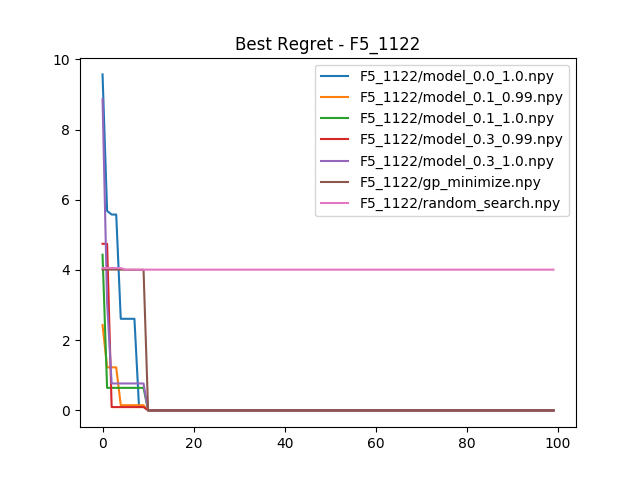 Best Regret - F5_1122
10
8
6
4
2
0
0
20
40
60
80
100
F5_1122/model_0.0_1.0.npy
F5_1122/model_0.1_0.99.npy
F5_1122/model_0.1_1.0.npy
F5_1122/model_0.3_0.99.npy
F5_1122/model_0.3_1.0.npy
F5_1122/gp_minimize.npy
F5_1122/random_search.npy